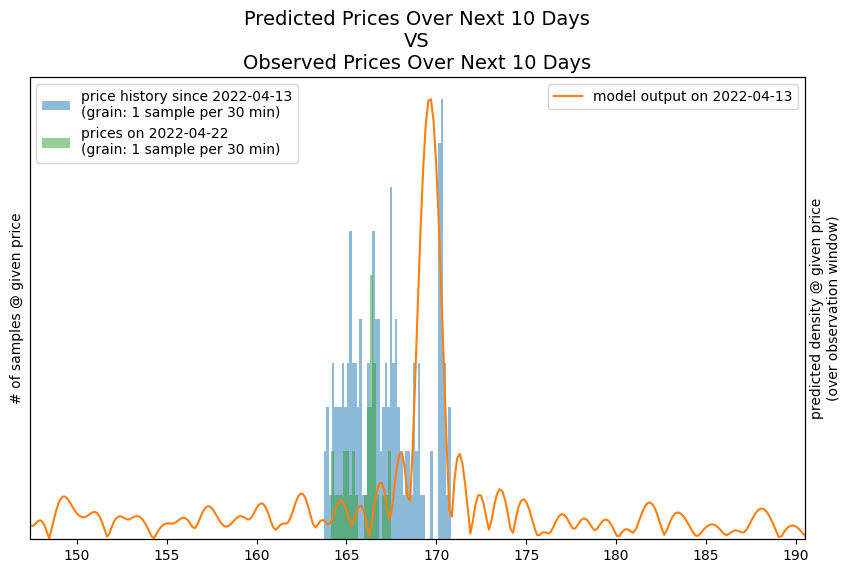 Predicted Prices Over Next 10 Days
VS
Observed Prices Over Next 10 Days
price history since 2022-04-13
(grain: 1 sample per 30 min)
prices on 2022-04-22
(grain: 1 sample per 30 min)
model output on 2022-04-13
# of samples @ given price
predicted density @ given price
(over observation window)
150 155 160 165 170 175 180 185 190